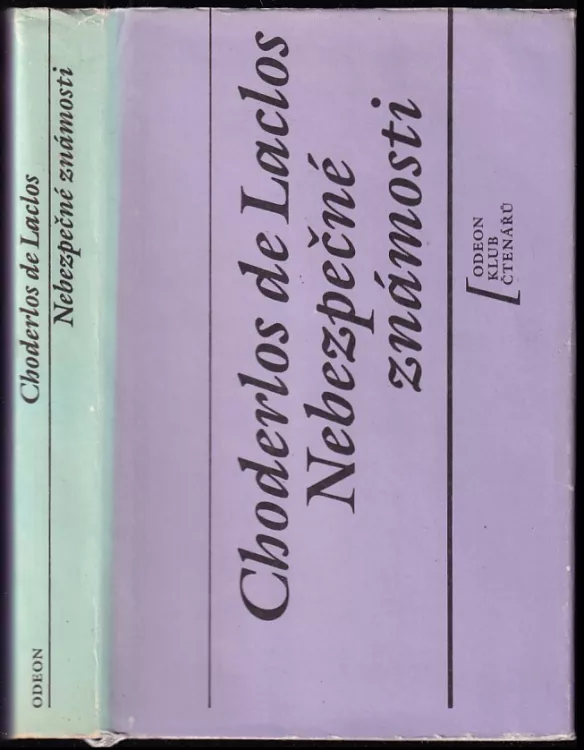 Choderlos de Laclos
Nebezpečné známosti
ODEON
Choderlos de Laclos
Nebezpečné
známosti
ODEON
KLUB
ČTENÁŘŮ